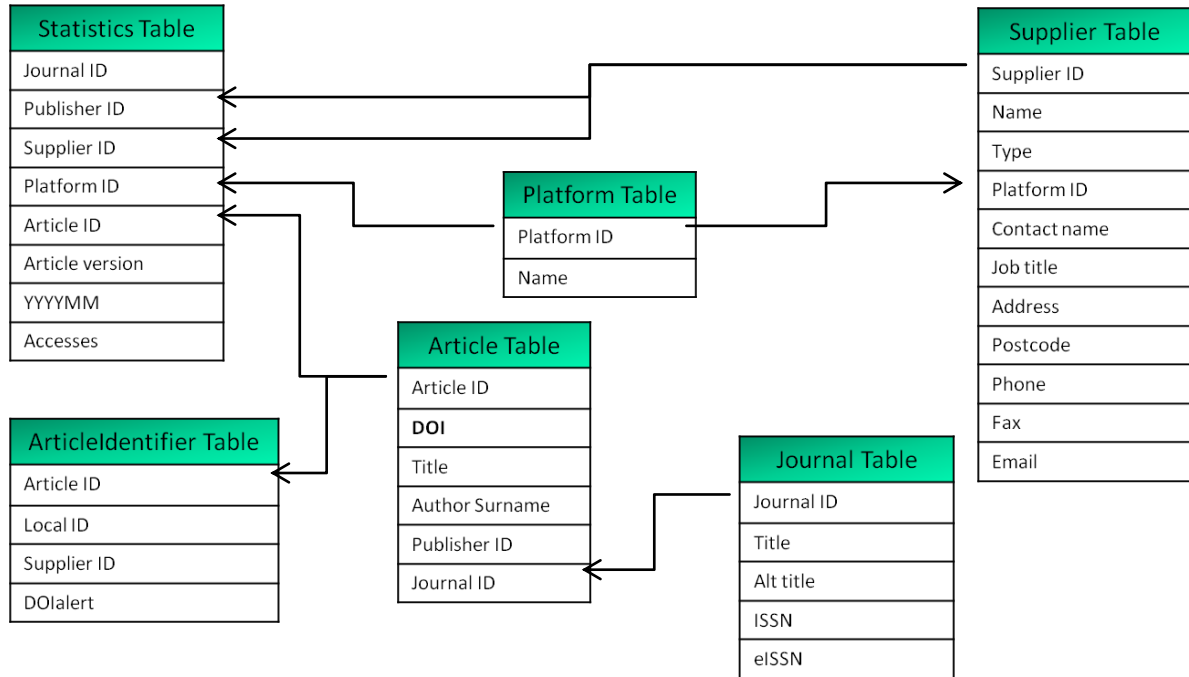 Statistics Table
Journal ID
Publisher ID
Supplier ID
Platform ID
Article ID
Article version
YYYYMM
Accesses
Supplier Table
Supplier ID
Name
Type
Platform ID
Contact name
Job title
Address
Postcode
Phone
Fax
Email
Platform Table
Platform ID
Name
Article Table
Article ID
DOI
Title
Author Surname
Publisher ID
Journal ID
ArticleIdentifier Table
Article ID
Local ID
Supplier ID
DOIalert
Journal Table
Journal ID
Title
Alt title
ISSN
eISSN